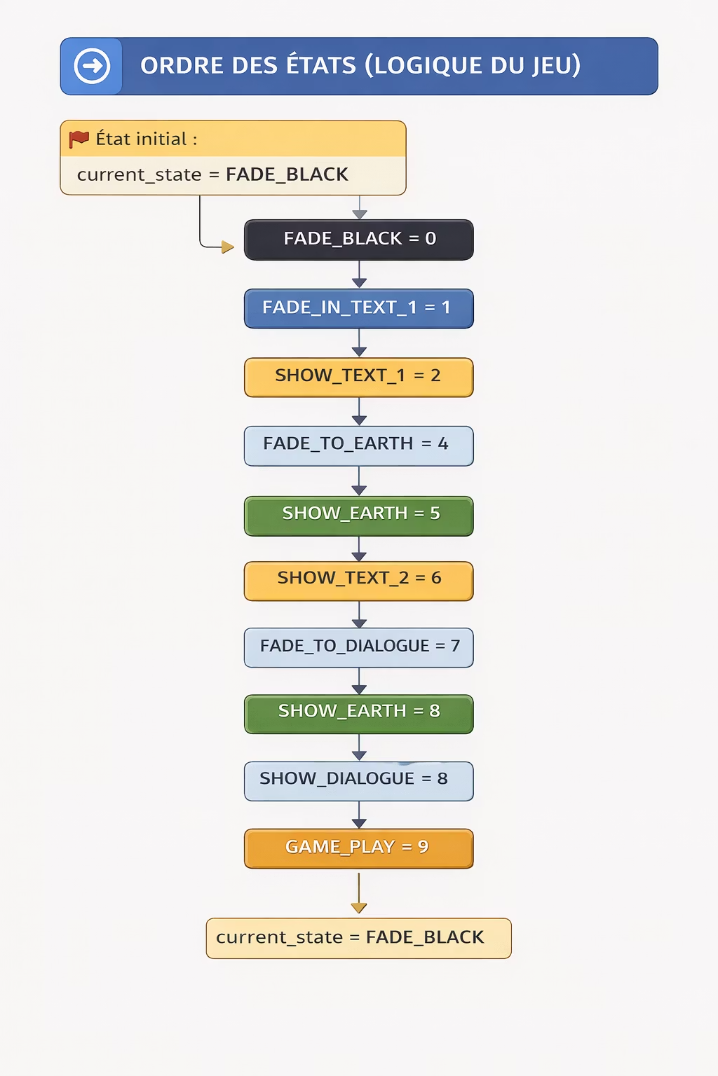 ORDRE DES ÉTATS (LOGIQUE DU JEU)
État initial :
current_state = FADE_BLACK
FADE_BLACK = 0
FADE_IN_TEXT_1 = 1
SHOW_TEXT_1 = 2
FADE_TO_EARTH = 4
SHOW_EARTH = 5
SHOW_TEXT_2 = 6
FADE_TO_DIALOGUE = 7
SHOW_EARTH = 8
SHOW_DIALOGUE = 8
GAME_PLAY = 9
current_state = FADE_BLACK